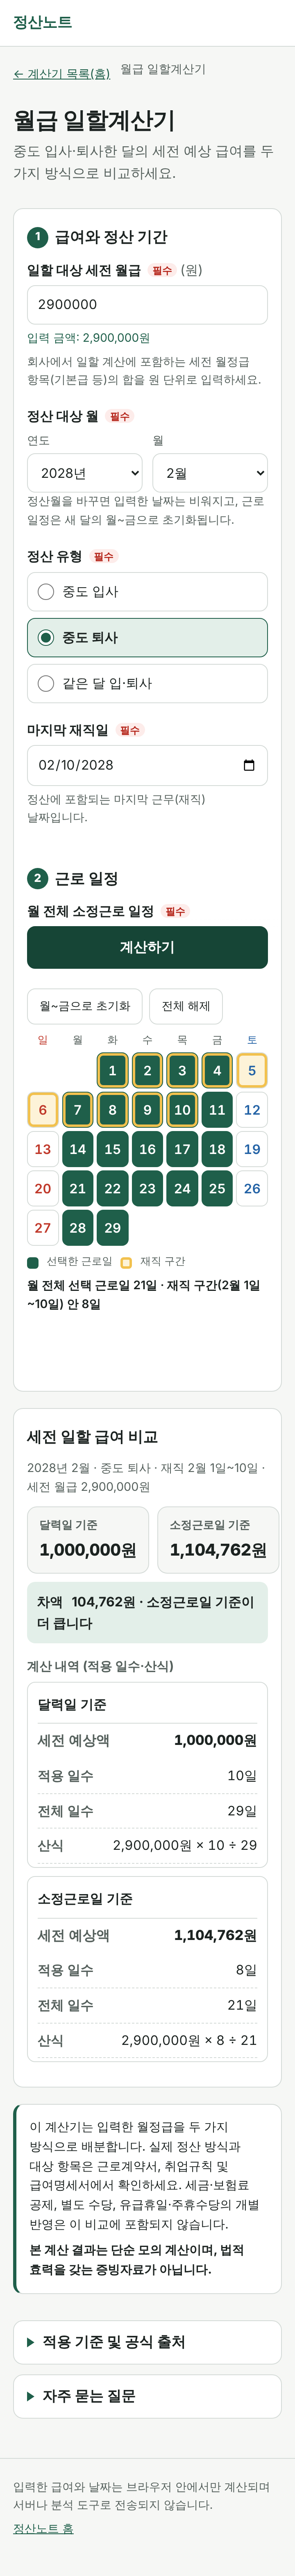 정산노트
← 계산기 목록(홈) 월급 일할계산기
월급 일할계산기
중도 입사·퇴사한 달의 세전 예상 급여를 두
가지 방식으로 비교하세요.
1 급여와 정산 기간
일할 대상 세전 월급 필수 (원)
2900000
입력 금액: 2,900,000원
회사에서 일할 계산에 포함하는 세전 월정급
항목(기본급 등)의 합을 원 단위로 입력하세요.
정산 대상 월 필수
연도 월
2028년 2월
정산월을 바꾸면 입력한 날짜는 비워지고, 근로
일정은 새 달의 월~금으로 초기화됩니다.
정산 유형 필수
중도 입사
중도 퇴사
같은 달 입·퇴사
마지막 재직일 필수
02/10/2028
정산에 포함되는 마지막 근무(재직)
날짜입니다.
2 근로 일정
월 전체 소정근로 일정 필수
계산하기
월~금으로 초기화 전체 해제
일 월 화 수 목 금 토
1 2 3 4 5
6 7 8 9 10 11 12
13 14 15 16 17 18 19
20 21 22 23 24 25 26
27 28 29
선택한 근로일 재직 구간
월 전체 선택 근로일 21일 · 재직 구간(2월 1일
~10일) 안 8일
세전 일할 급여 비교
2028년 2월 · 중도 퇴사 · 재직 2월 1일~10일 ·
세전 월급 2,900,000원
달력일 기준 소정근로일 기준
1,000,000원 1,104,762원
차액 104,762원 · 소정근로일 기준이
더 큽니다
계산 내역 (적용 일수·산식)
달력일 기준
세전 예상액 1,000,000원
적용 일수 10일
전체 일수 29일
산식 2,900,000원 × 10 ÷ 29
소정근로일 기준
세전 예상액 1,104,762원
적용 일수 8일
전체 일수 21일
산식 2,900,000원 × 8 ÷ 21
이 계산기는 입력한 월정급을 두 가지
방식으로 배분합니다. 실제 정산 방식과
대상 항목은 근로계약서, 취업규칙 및
급여명세서에서 확인하세요. 세금·보험료
공제, 별도 수당, 유급휴일·주휴수당의 개별
반영은 이 비교에 포함되지 않습니다.
본 계산 결과는 단순 모의 계산이며, 법적
효력을 갖는 증빙자료가 아닙니다.
적용 기준 및 공식 출처
자주 묻는 질문
입력한 급여와 날짜는 브라우저 안에서만 계산되며
서버나 분석 도구로 전송되지 않습니다.
정산노트 홈